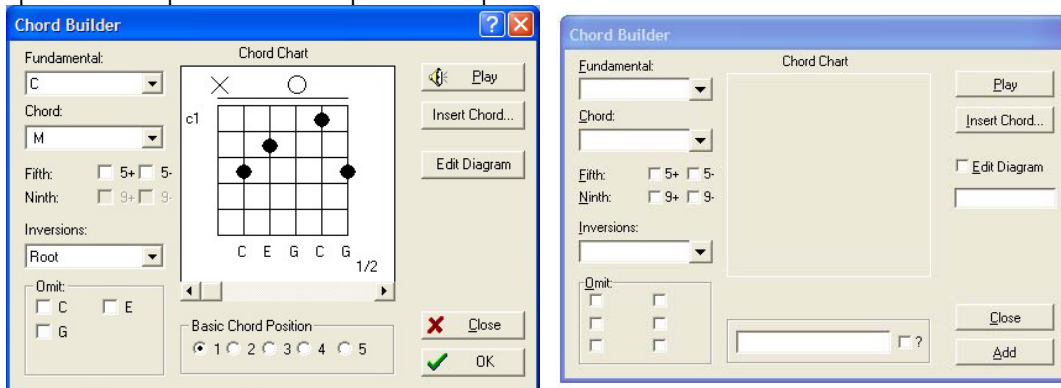 Chord Builder
Fundamental:
C
Chord:
M
Fifth: 5+ 5-
Ninth: 9+ 9-
Inversions:
Root
Omit:
C E
G
Chord Chart
c1
C E G C G
1/2
Basic Chord Position
1 2 3 4 5
Play
Insert Chord...
Edit Diagram
Close
OK
Chord Builder
Fundamental:
Chord:
Fifth: 5+ 5-
Ninth: 9+ 9-
Inversions:
Omit:
Chord Chart
?
Play
Insert Chord...
Edit Diagram
Close
Add